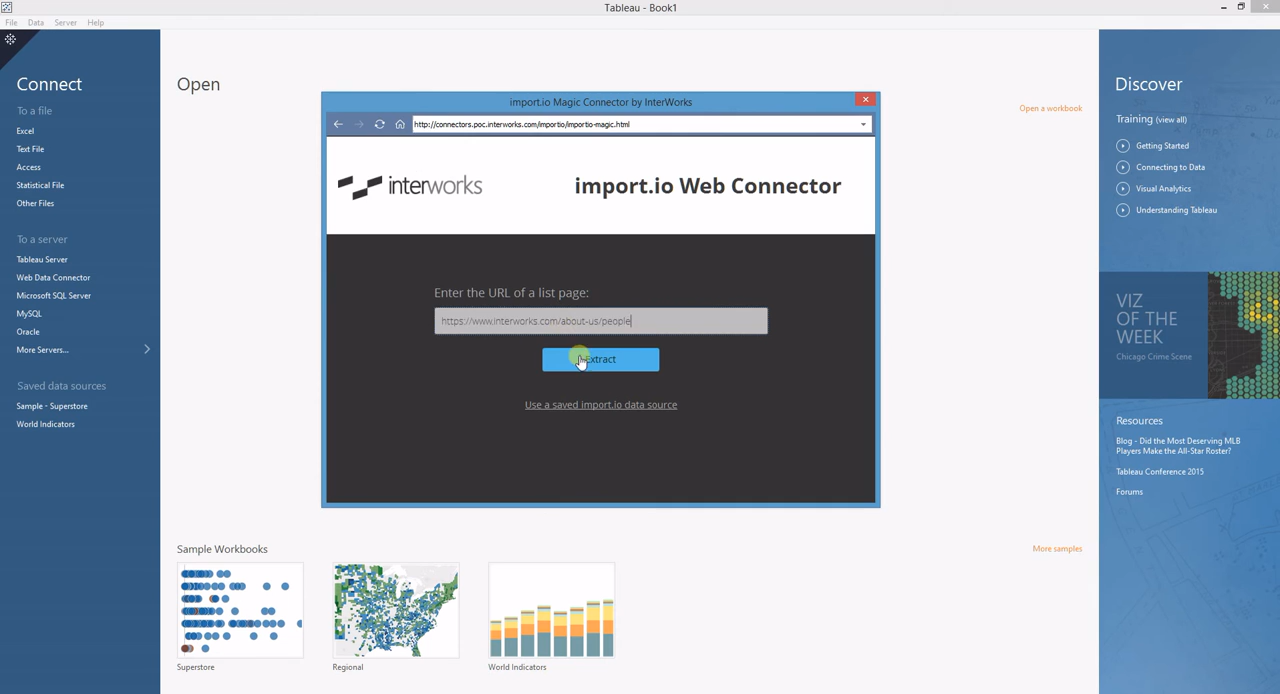 Tableau - Book1
File Data Server Help
Connect
To a file
Excel
Text File
Access
Statistical File
Other Files
To a server
Tableau Server
Web Data Connector
Microsoft SQL Server
MySQL
Oracle
More Servers...
Saved data sources
Sample - Superstore
World Indicators
Open
Open a workbook
import.io Magic Connector by InterWorks
http://connectors.poc.interworks.com/importio/importio-magic.html
interworks
import.io Web Connector
Enter the URL of a list page:
https://www.interworks.com/about-us/people
Extract
Use a saved import.io data source
Sample Workbooks
More samples
Superstore
Regional
World Indicators
Discover
Training (view all)
Getting Started
Connecting to Data
Visual Analytics
Understanding Tableau
VIZ
OF THE
WEEK
Chicago Crime Scene
Resources
Blog - Did the Most Deserving MLB
Players Make the All-Star Roster?
Tableau Conference 2015
Forums